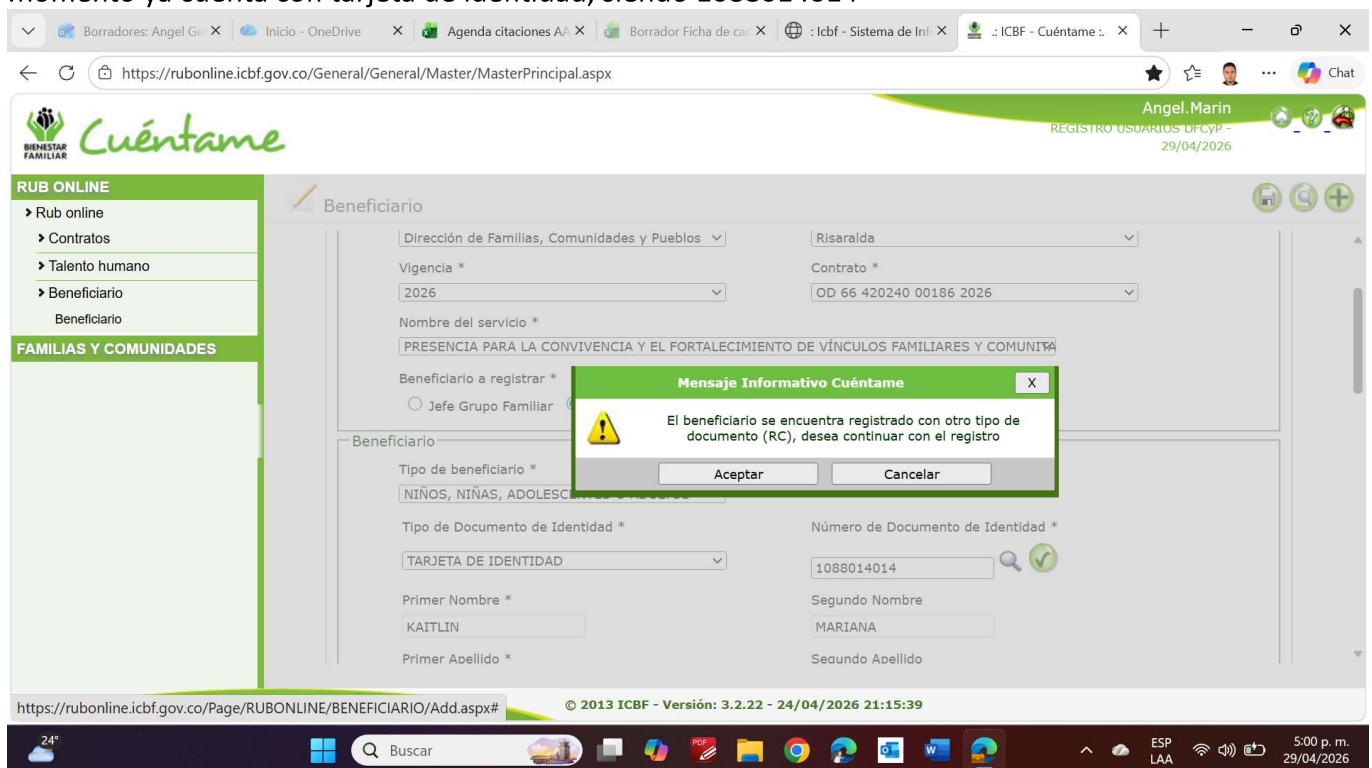 momento ya cuenta con tarjeta de identidad, siendo 1088014014
Borradores: Angel Ge
Inicio - OneDrive
Agenda citaciones AA
Borrador Ficha de car
: Icbf - Sistema de Inf
.: ICBF - Cuéntame :.
https://rubonline.icbf.gov.co/General/General/Master/MasterPrincipal.aspx
Chat
BIENESTAR
FAMILIAR
Cuéntame
Angel.Marin
REGISTRO USUARIOS DFCyP -
29/04/2026
RUB ONLINE
Rub online
Contratos
Talento humano
Beneficiario
Beneficiario
FAMILIAS Y COMUNIDADES
Beneficiario
Dirección de Familias, Comunidades y Pueblos
Risaralda
Vigencia *
Contrato *
2026
OD 66 420240 00186 2026
Nombre del servicio *
PRESENCIA PARA LA CONVIVENCIA Y EL FORTALECIMIENTO DE VÍNCULOS FAMILIARES Y COMUNITA
Beneficiario a registrar *
Jefe Grupo Familiar
Mensaje Informativo Cuéntame
X
El beneficiario se encuentra registrado con otro tipo de
documento (RC), desea continuar con el registro
Aceptar
Cancelar
Beneficiario
Tipo de beneficiario *
NIÑOS, NIÑAS, ADOLESCENTES O ADULTOS
Tipo de Documento de Identidad *
Número de Documento de Identidad *
TARJETA DE IDENTIDAD
1088014014
Primer Nombre *
Segundo Nombre
KAITLIN
MARIANA
Primer Apellido *
Segundo Apellido
https://rubonline.icbf.gov.co/Page/RUBONLINE/BENEFICIARIO/Add.aspx#
© 2013 ICBF - Versión: 3.2.22 - 24/04/2026 21:15:39
24°
Buscar
PDF
ESP
LAA
5:00 p. m.
29/04/2026